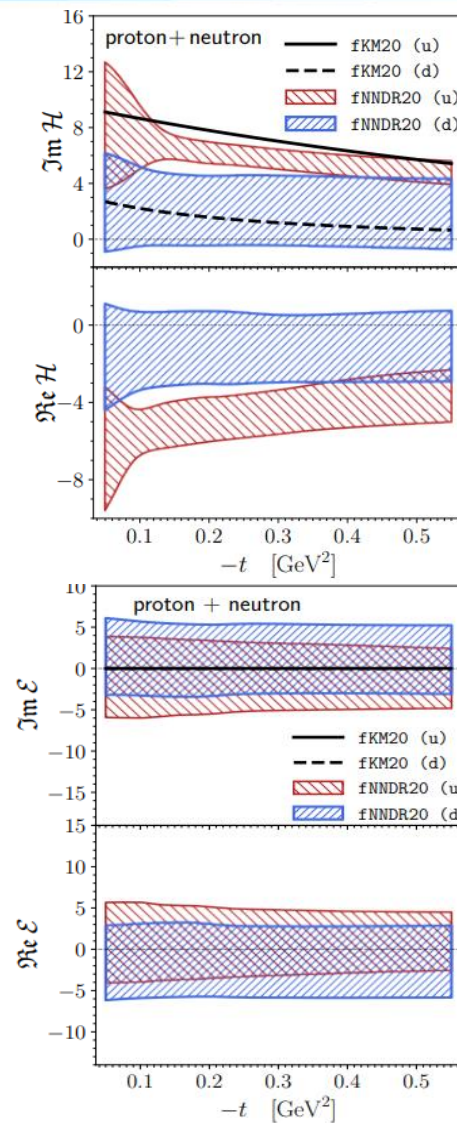 16
proton+neutron
fKM20 (u)
12
fKM20 (d)
fNNDR20 (u)
8
fNNDR20 (d)
ℑm ℋ
4
0
0
ℜe ℋ
−4
−8
0.1 0.2 0.3 0.4 0.5
−t [GeV²]
10
proton + neutron
5
0
ℑm ℰ
−5
fKM20 (u)
−10
fKM20 (d)
fNNDR20 (u
−15
fNNDR20 (d
15
10
5
ℜe ℰ
0
−5
−10
0.1 0.2 0.3 0.4 0.5
−t [GeV²]